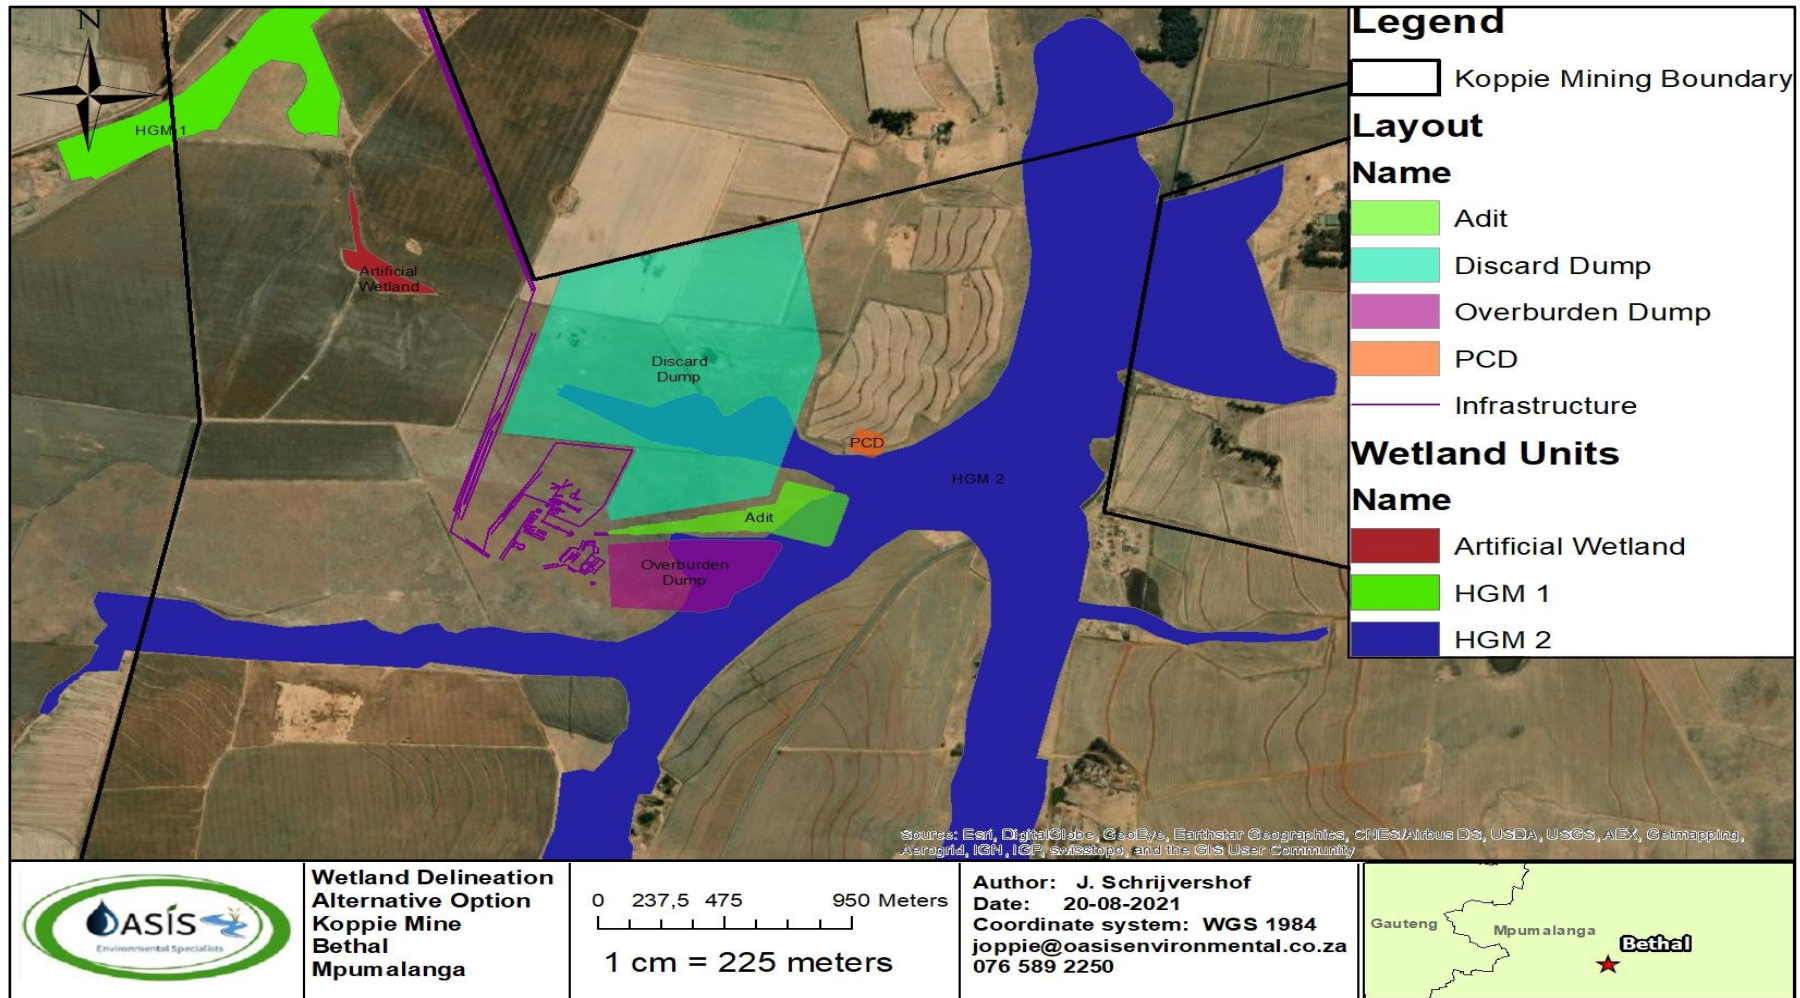 N
HGM 1
Artificial
Wetland
Discard
Dump
PCD
HGM 2
Adit
Overburden
Dump
Legend
Koppie Mining Boundary
Layout
Name
Adit
Discard Dump
Overburden Dump
PCD
Infrastructure
Wetland Units
Name
Artificial Wetland
HGM 1
HGM 2
Source: Esri, DigitalGlobe, GeoEye, Earthstar Geographics, CNES/Airbus DS, USDA, USGS, AEX, Getmapping,
Aerogrid, IGN, IGP, swisstopo, and the GIS User Community
OASIS
Environmental Specialists
Wetland Delineation
Alternative Option
Koppie Mine
Bethal
Mpumalanga
0 237,5 475 950 Meters
1 cm = 225 meters
Author: J. Schrijvershof
Date: 20-08-2021
Coordinate system: WGS 1984
joppie@oasisenvironmental.co.za
076 589 2250
Gauteng
Mpumalanga
Bethal